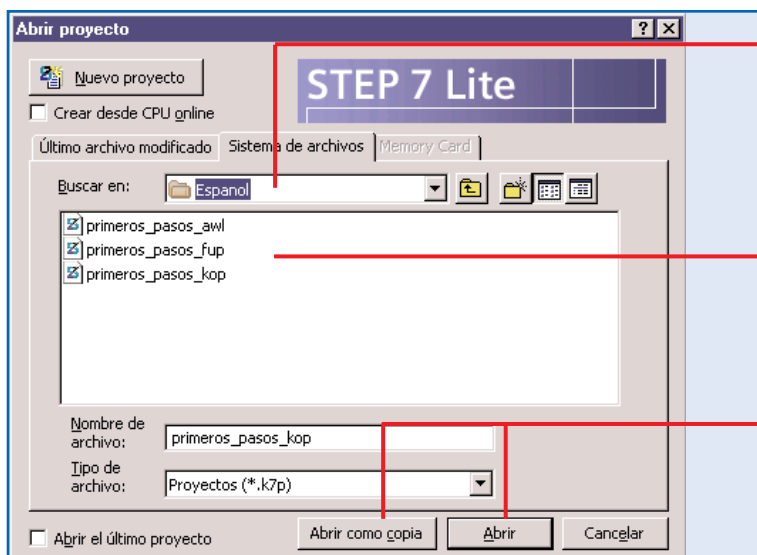 Abrir proyecto
Nuevo proyecto
STEP 7 Lite
Crear desde CPU online
Último archivo modificado Sistema de archivos Memory Card
Buscar en: Espanol
primeros_pasos_awl
primeros_pasos_fup
primeros_pasos_kop
Nombre de
archivo: primeros_pasos_kop
Tipo de
archivo: Proyectos (*.k7p)
Abrir el último proyecto Abrir como copia Abrir Cancelar